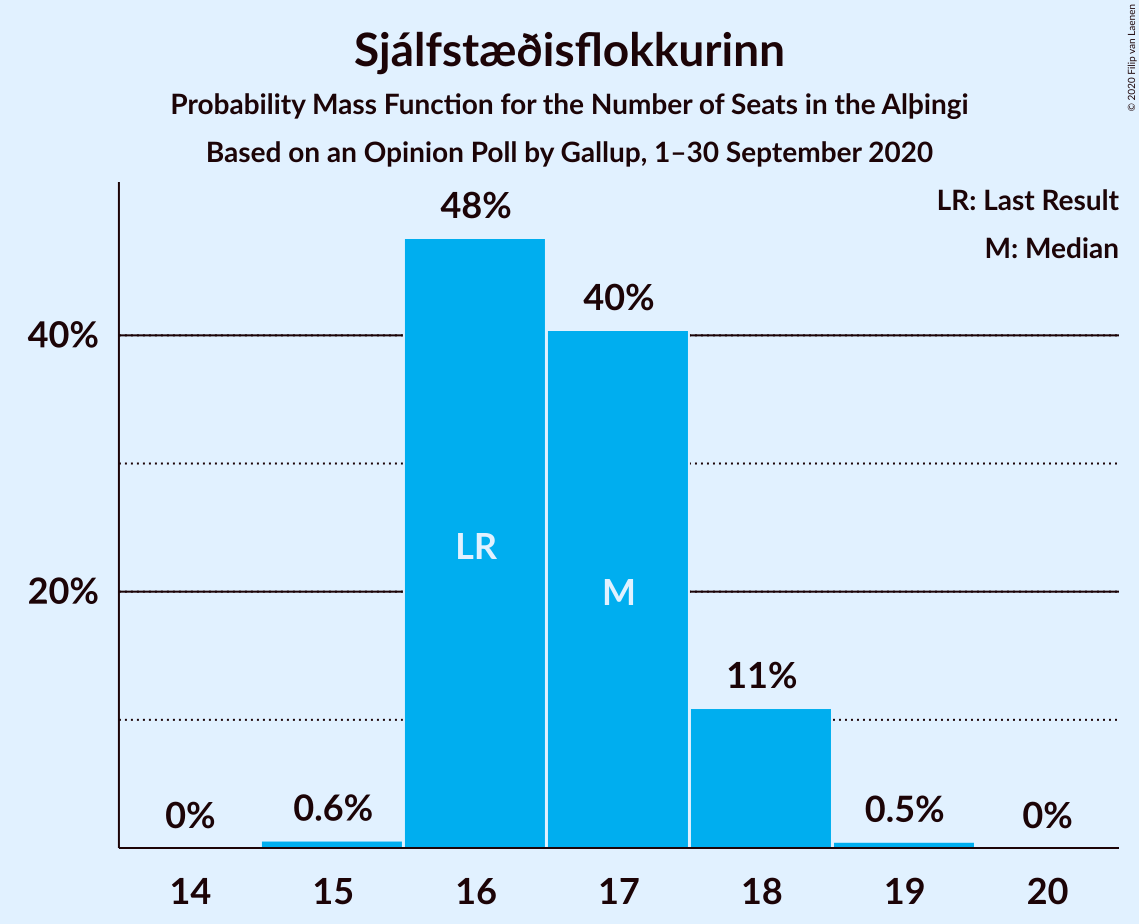 Sjálfstæðisflokkurinn
Probability Mass Function for the Number of Seats in the Alþingi
Based on an Opinion Poll by Gallup, 1–30 September 2020
© 2020 Filip van Laenen
LR: Last Result
M: Median
48%
40%
40%
LR
M
20%
11%
0%
0.6%
0.5%
0%
14 15 16 17 18 19 20